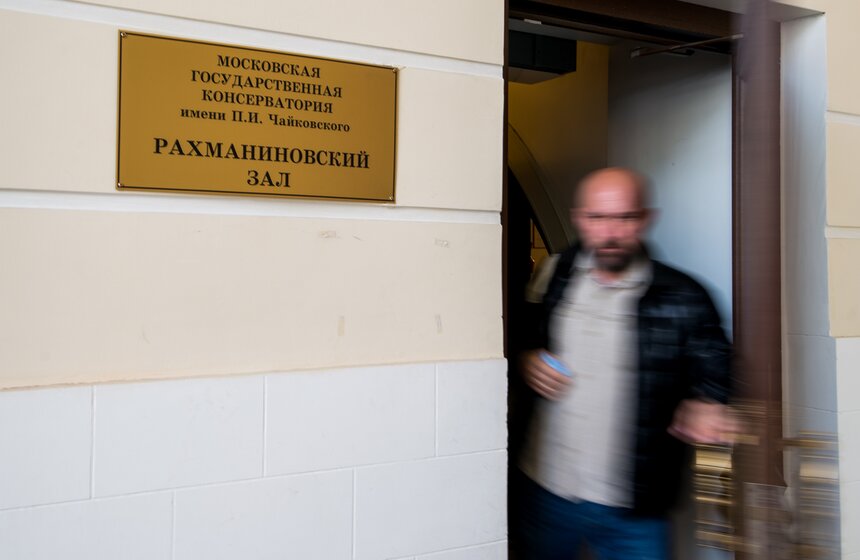 МОСКОВСКАЯ
ГОСУДАРСТВЕННАЯ
КОНСЕРВАТОРИЯ
имени П.И. Чайковского
РАХМАНИНОВСКИЙ
ЗАЛ